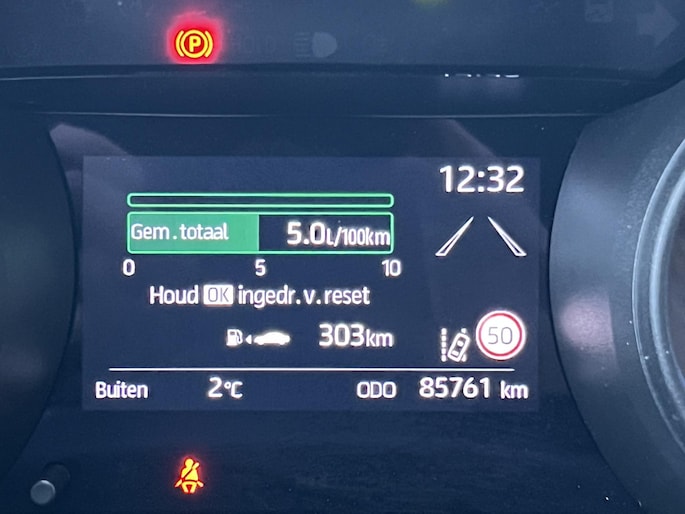 P
12:32
Gem.totaal 5.0L/100km
0 5 10
Houd OK ingedr.v.reset
303km
50
Buiten 2°C ODO 85761 km